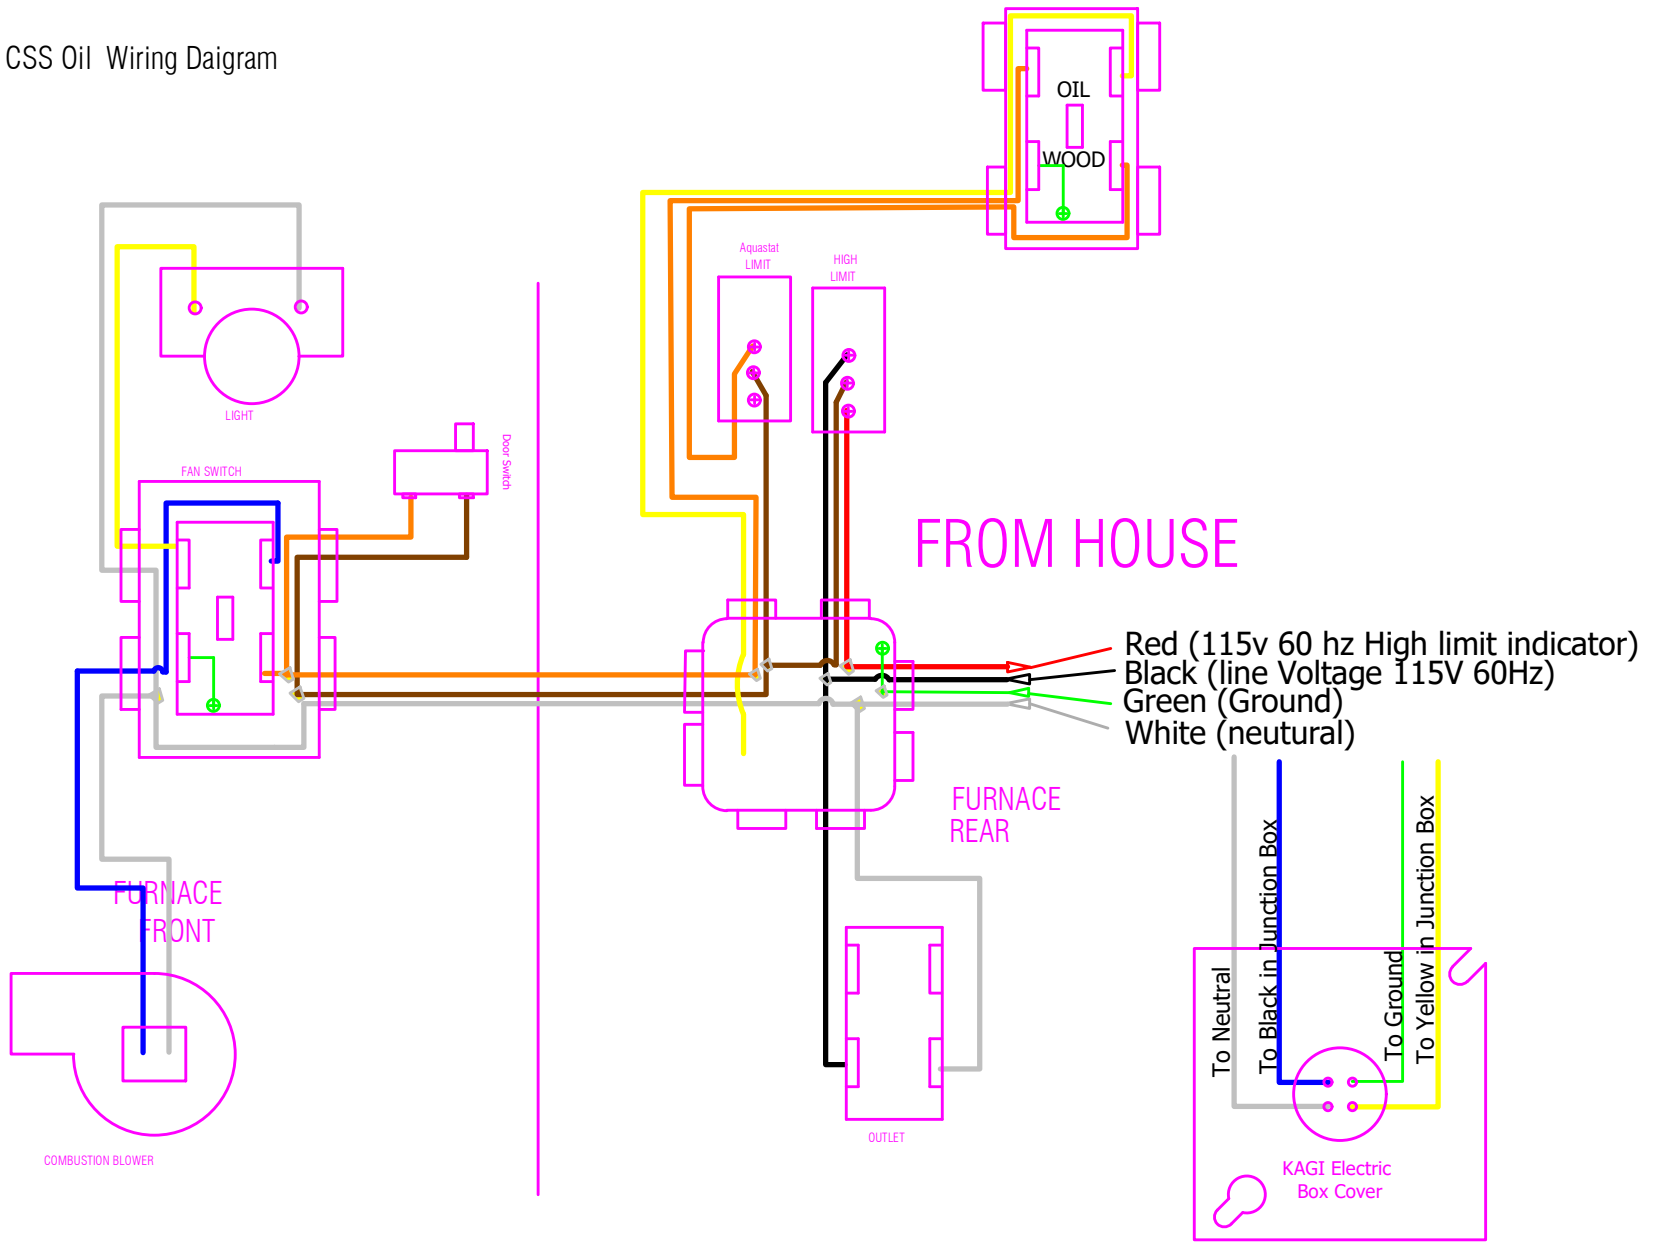 CSS Oil Wiring Daigram
OIL
WOOD
Aquastat
LIMIT
HIGH
LIMIT
LIGHT
FAN SWITCH
Door Switch
FROM HOUSE
Red (115v 60 hz High limit indicator)
Black (line Voltage 115V 60Hz)
Green (Ground)
White (neutural)
FURNACE
REAR
FURNACE
FRONT
To Neutral
To Black in Junction Box
To Ground
To Yellow in Junction Box
OUTLET
COMBUSTION BLOWER
KAGI Electric
Box Cover